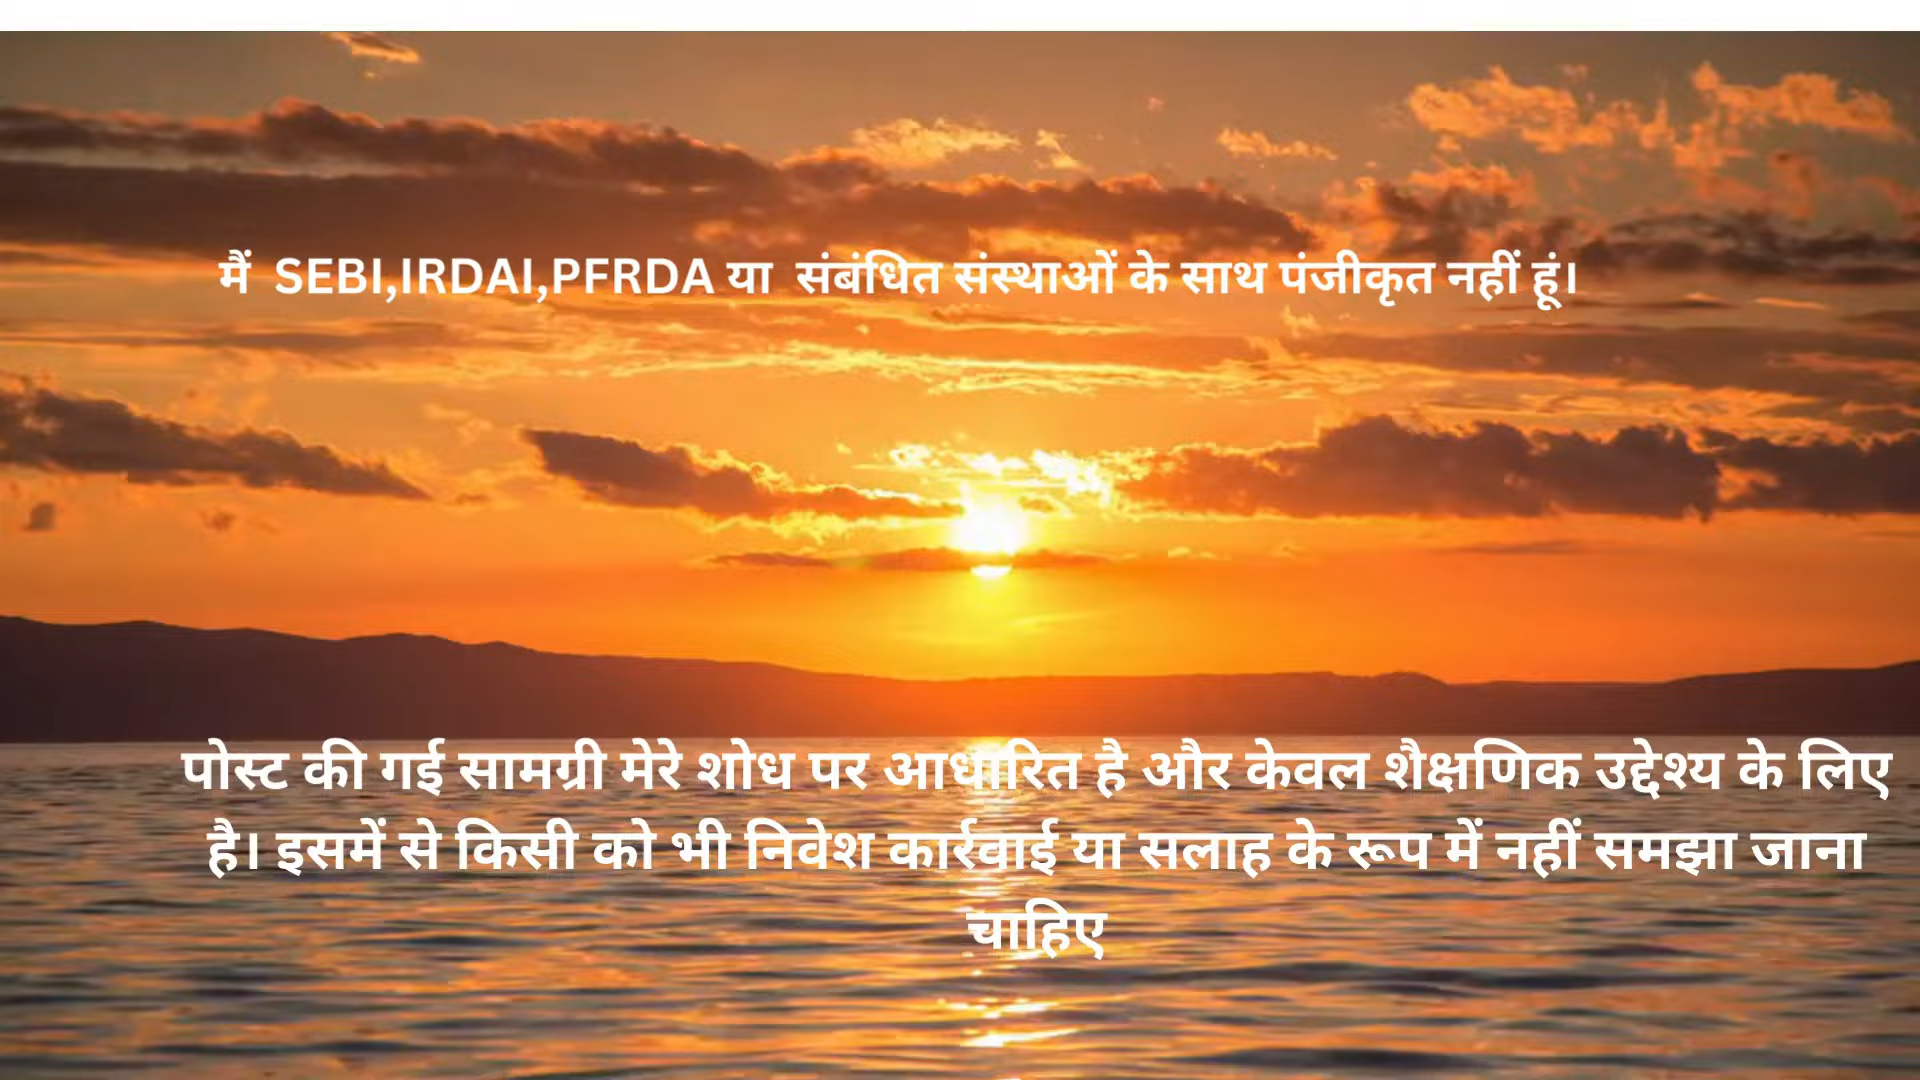 मैं SEBI,IRDAI,PFRDA या संबंधित संस्थाओं के साथ पंजीकृत नहीं हूं।
पोस्ट की गई सामग्री मेरे शोध पर आधारित है और केवल शैक्षणिक उद्देश्य के लिए
है। इसमें से किसी को भी निवेश कार्रवाई या सलाह के रूप में नहीं समझा जाना
चाहिए